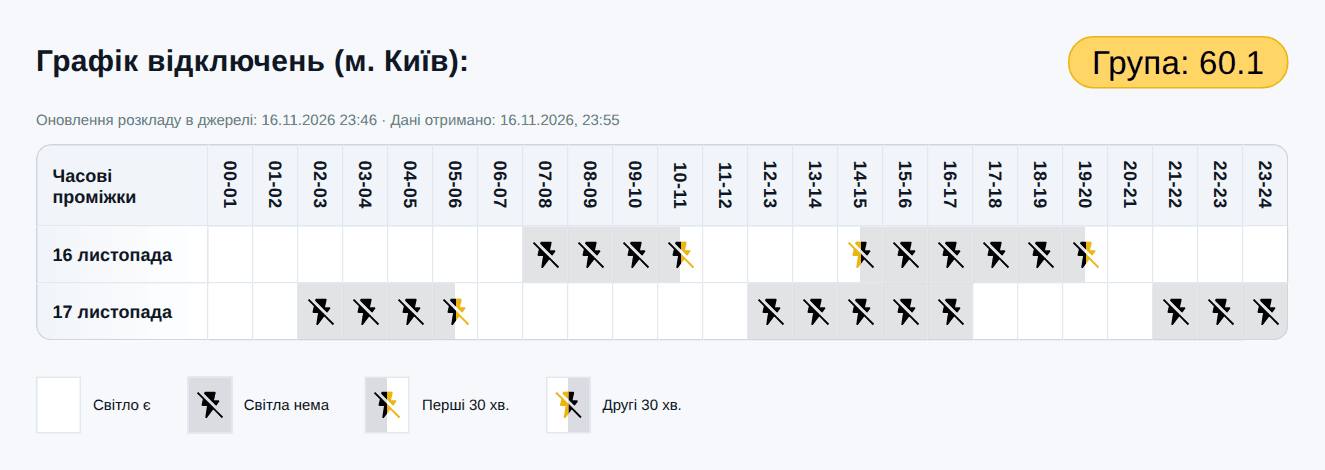 Графік відключень (м. Київ):
Група: 60.1
Оновлення розкладу в джерелі: 16.11.2026 23:46 · Дані отримано: 16.11.2026, 23:55
Часові проміжки 00-01 01-02 02-03 03-04 04-05 05-06 06-07 07-08 08-09 09-10 10-11 11-12 12-13 13-14 14-15 15-16 16-17 17-18 18-19 19-20 20-21 21-22 22-23 23-24
16 листопада
17 листопада
Світло є Світла нема Перші 30 хв. Другі 30 хв.